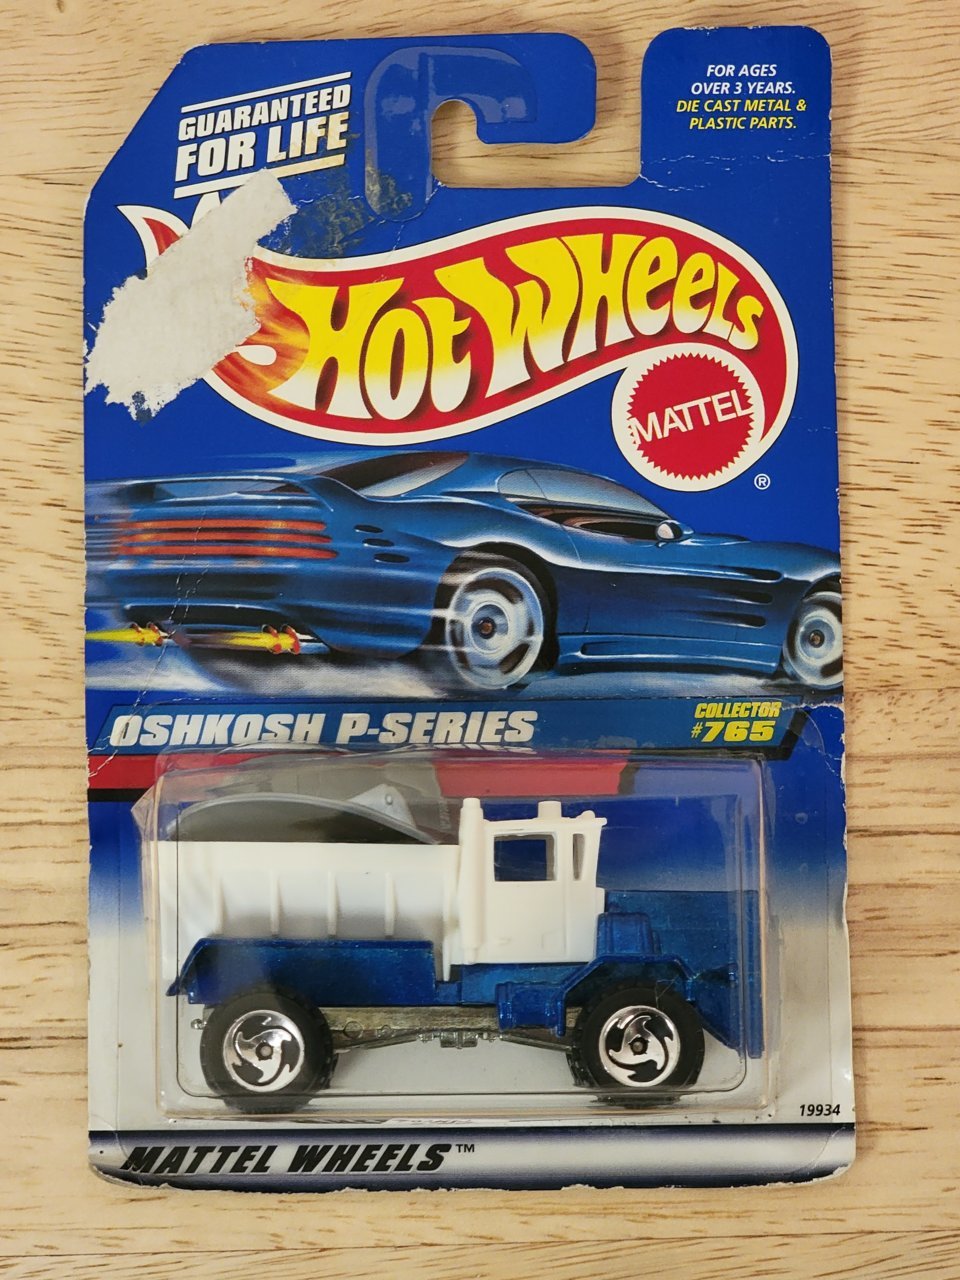 GUARANTEED
FOR LIFE
FOR AGES
OVER 3 YEARS.
DIE CAST METAL &
PLASTIC PARTS.
HOT WHEELS
MATTEL
®
OSHKOSH P-SERIES
COLLECTOR
#765
19934
MATTEL WHEELS™